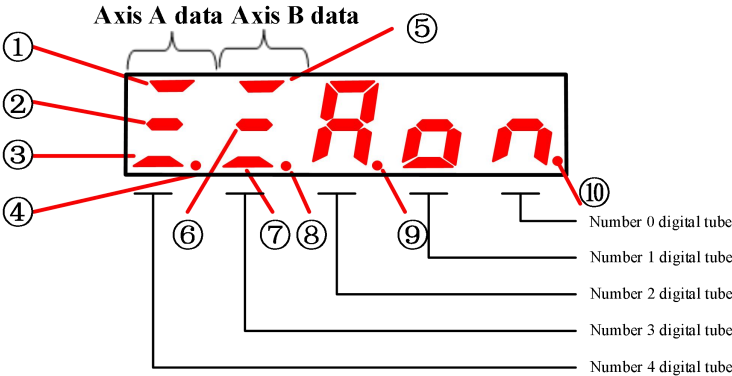 Axis A data Axis B data
① ⑤
②
③
Aon
④ ⑥ ⑦ ⑧ ⑨ ⑩
Number 0 digital tube
Number 1 digital tube
Number 2 digital tube
Number 3 digital tube
Number 4 digital tube